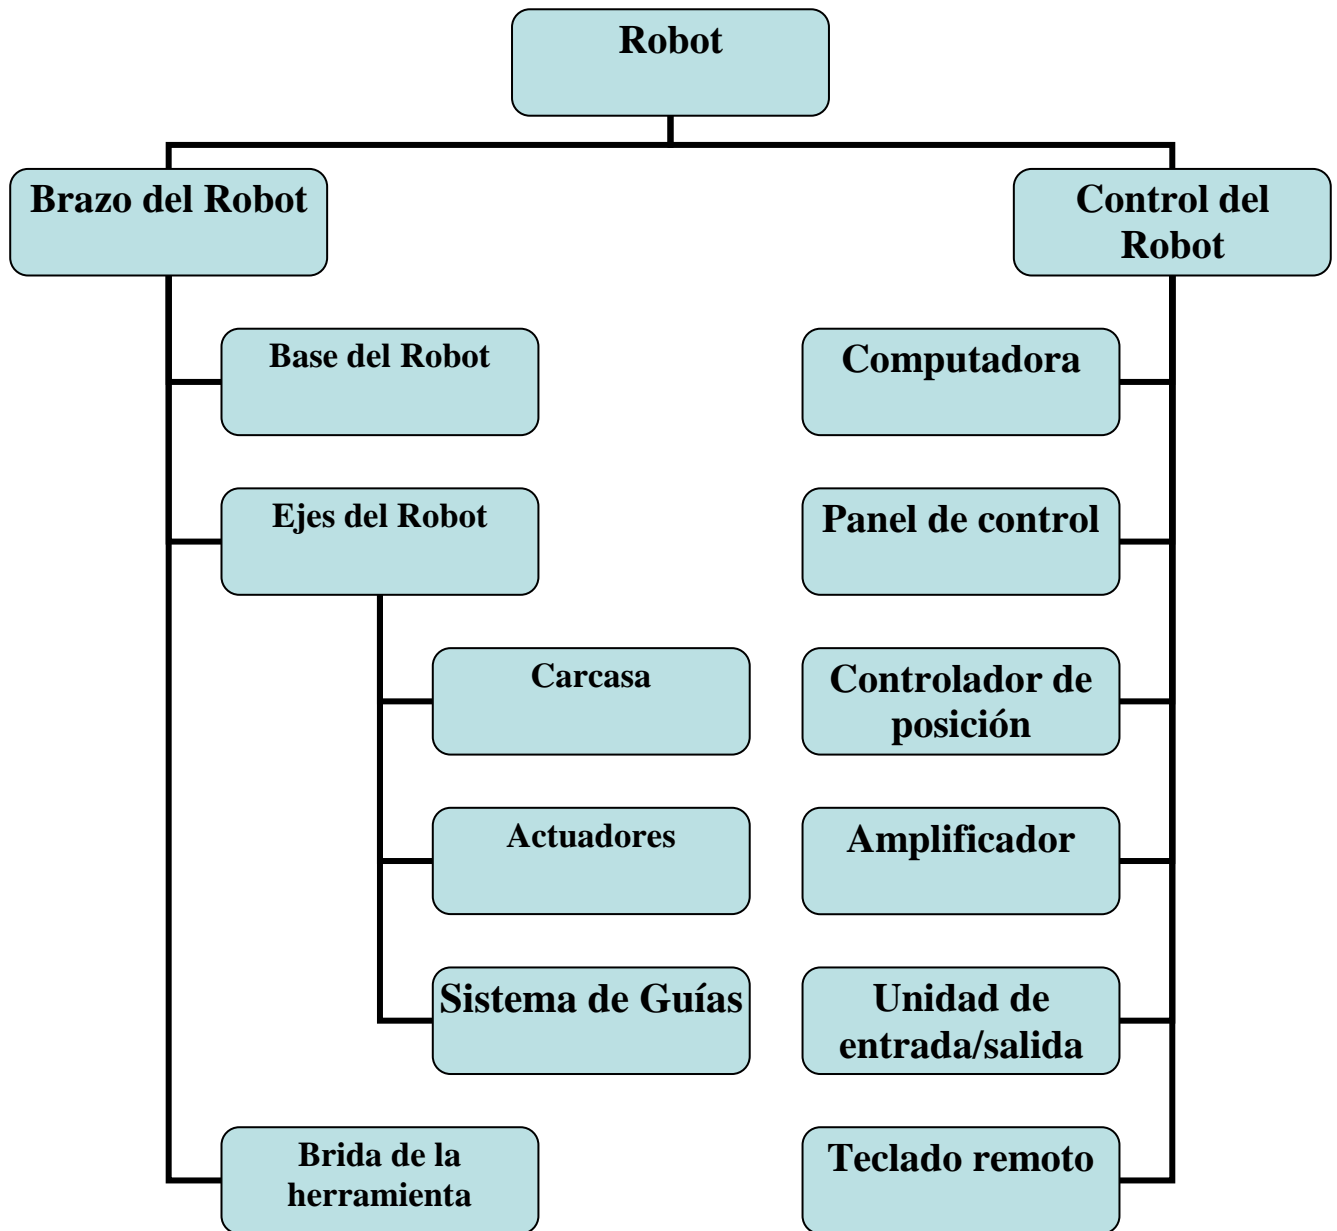 Robot
Brazo del Robot
Control del
Robot
Base del Robot
Computadora
Ejes del Robot
Panel de control
Carcasa
Controlador de
posición
Actuadores
Amplificador
Sistema de Guías
Unidad de
entrada/salida
Brida de la
herramienta
Teclado remoto